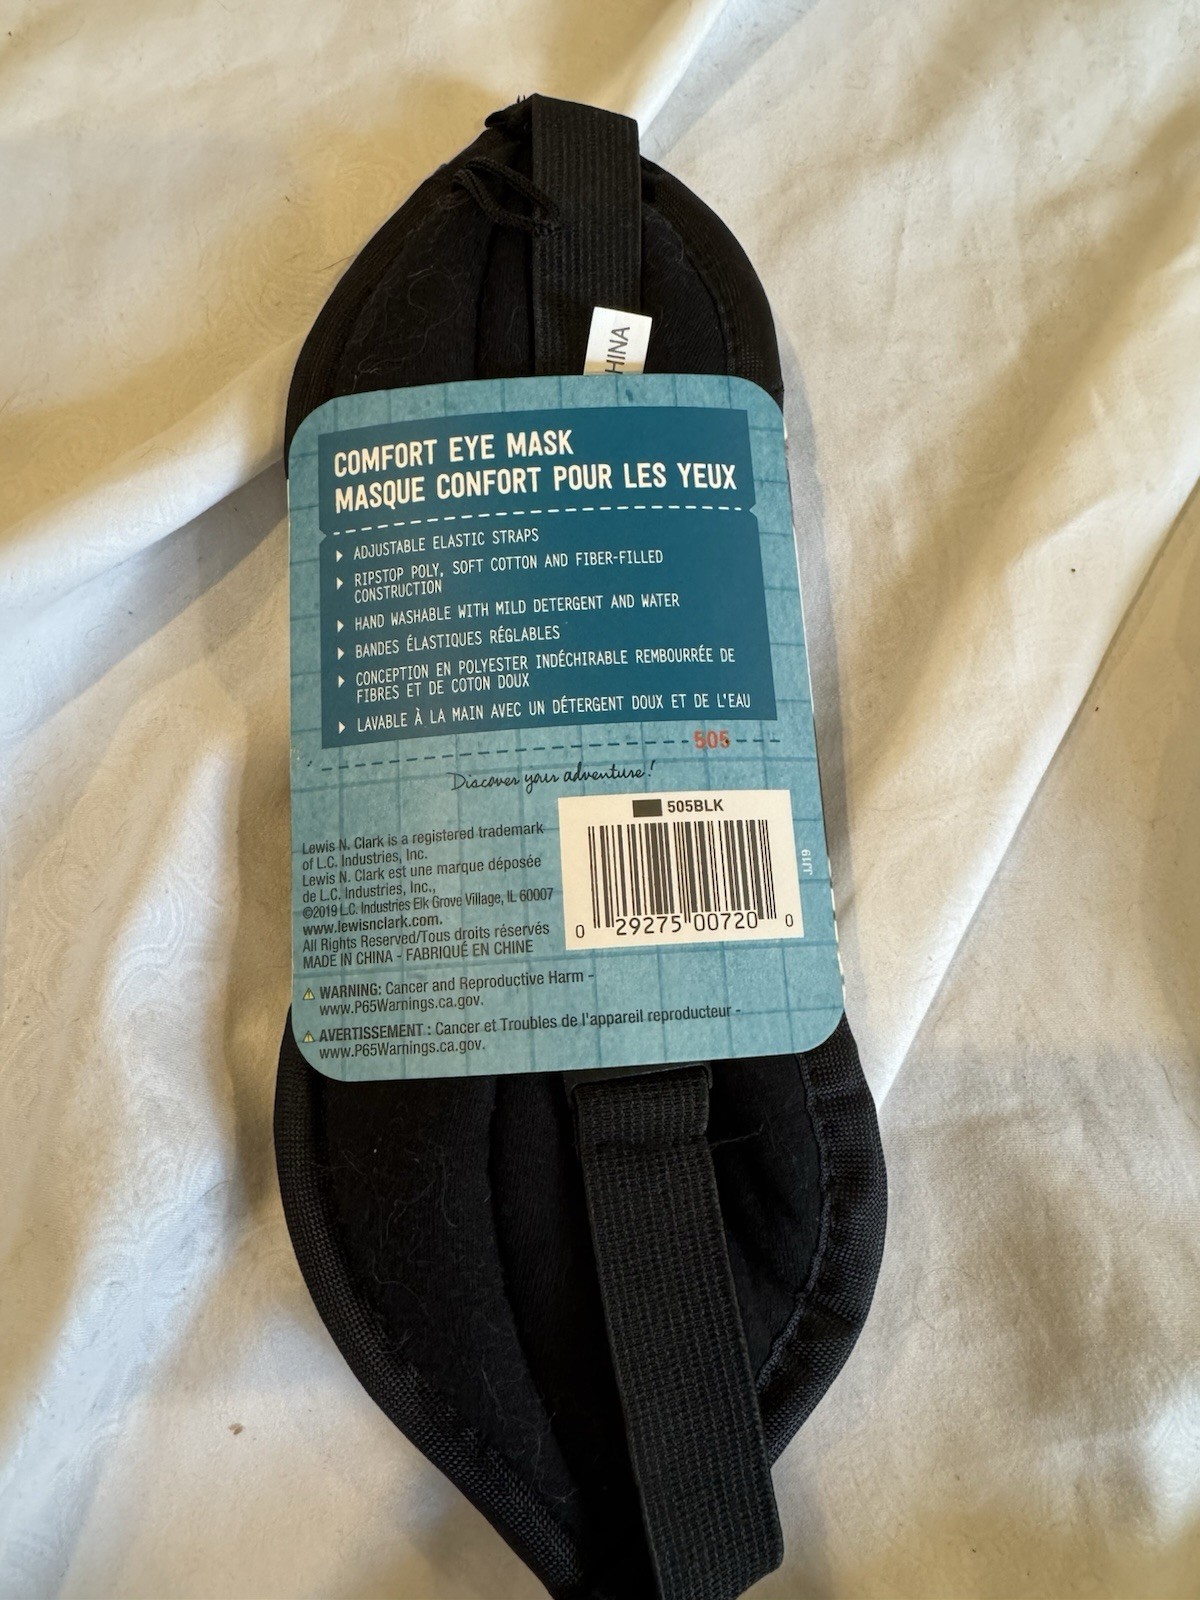 HINA
COMFORT EYE MASK
MASQUE CONFORT POUR LES YEUX
ADJUSTABLE ELASTIC STRAPS
RIPSTOP POLY, SOFT COTTON AND FIBER-FILLED
CONSTRUCTION
HAND WASHABLE WITH MILD DETERGENT AND WATER
BANDES ÉLASTIQUES RÉGLABLES
CONCEPTION EN POLYESTER INDÉCHIRABLE REMBOURRÉE DE
FIBRES ET DE COTON DOUX
LAVABLE À LA MAIN AVEC UN DÉTERGENT DOUX ET DE L'EAU
505
Discover your adventure!
Lewis N. Clark is a registered trademark
of L.C. Industries, Inc.
Lewis N. Clark est une marque déposée
de L.C. Industries, Inc.,
©2019 L.C. Industries Elk Grove Village, IL 60007
www.lewisnclark.com.
All Rights Reserved/Tous droits réservés
MADE IN CHINA - FABRIQUÉ EN CHINE
505BLK
0 29275 00720 0
JJ19
WARNING: Cancer and Reproductive Harm -
www.P65Warnings.ca.gov.
AVERTISSEMENT : Cancer et Troubles de l'appareil reproducteur -
www.P65Warnings.ca.gov.